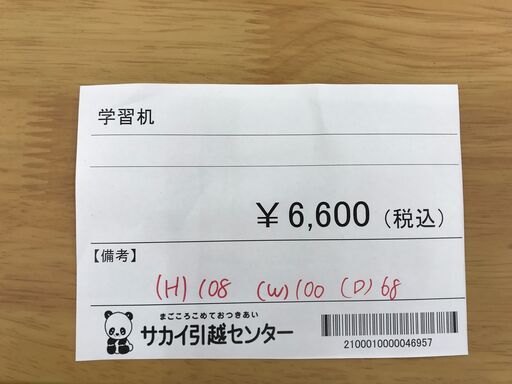 学習机
¥6,600(税込)
【備考】
(H) 108 (W) 100 (D) 68
まごころこめておつきあい
サカイ引越センター
2100010000046957